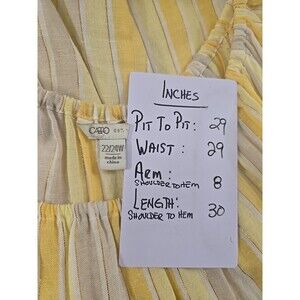 INCHES
PIT TO PIT: 29
WAIST: 29
ARM:
SHOULDER TO HEM 8
LENGTH:
SHOULDER TO HEM 30
CATO
EST.
22/24W
made in
china